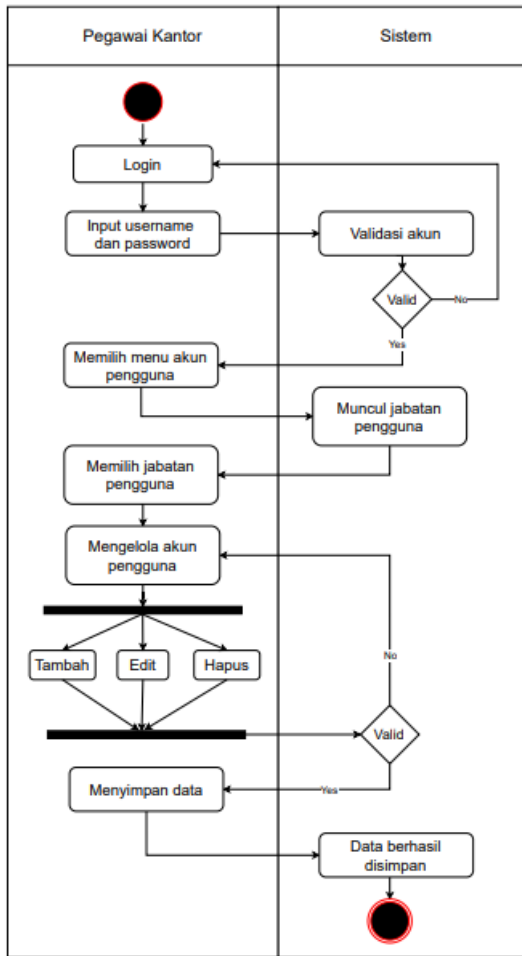 Pegawai Kantor
Sistem
Login
Input username
dan password
Validasi akun
Valid
No
Yes
Memilih menu akun
pengguna
Muncul jabatan
pengguna
Memilih jabatan
pengguna
Mengelola akun
pengguna
No
Tambah
Edit
Hapus
Valid
Yes
Menyimpan data
Data berhasil
disimpan